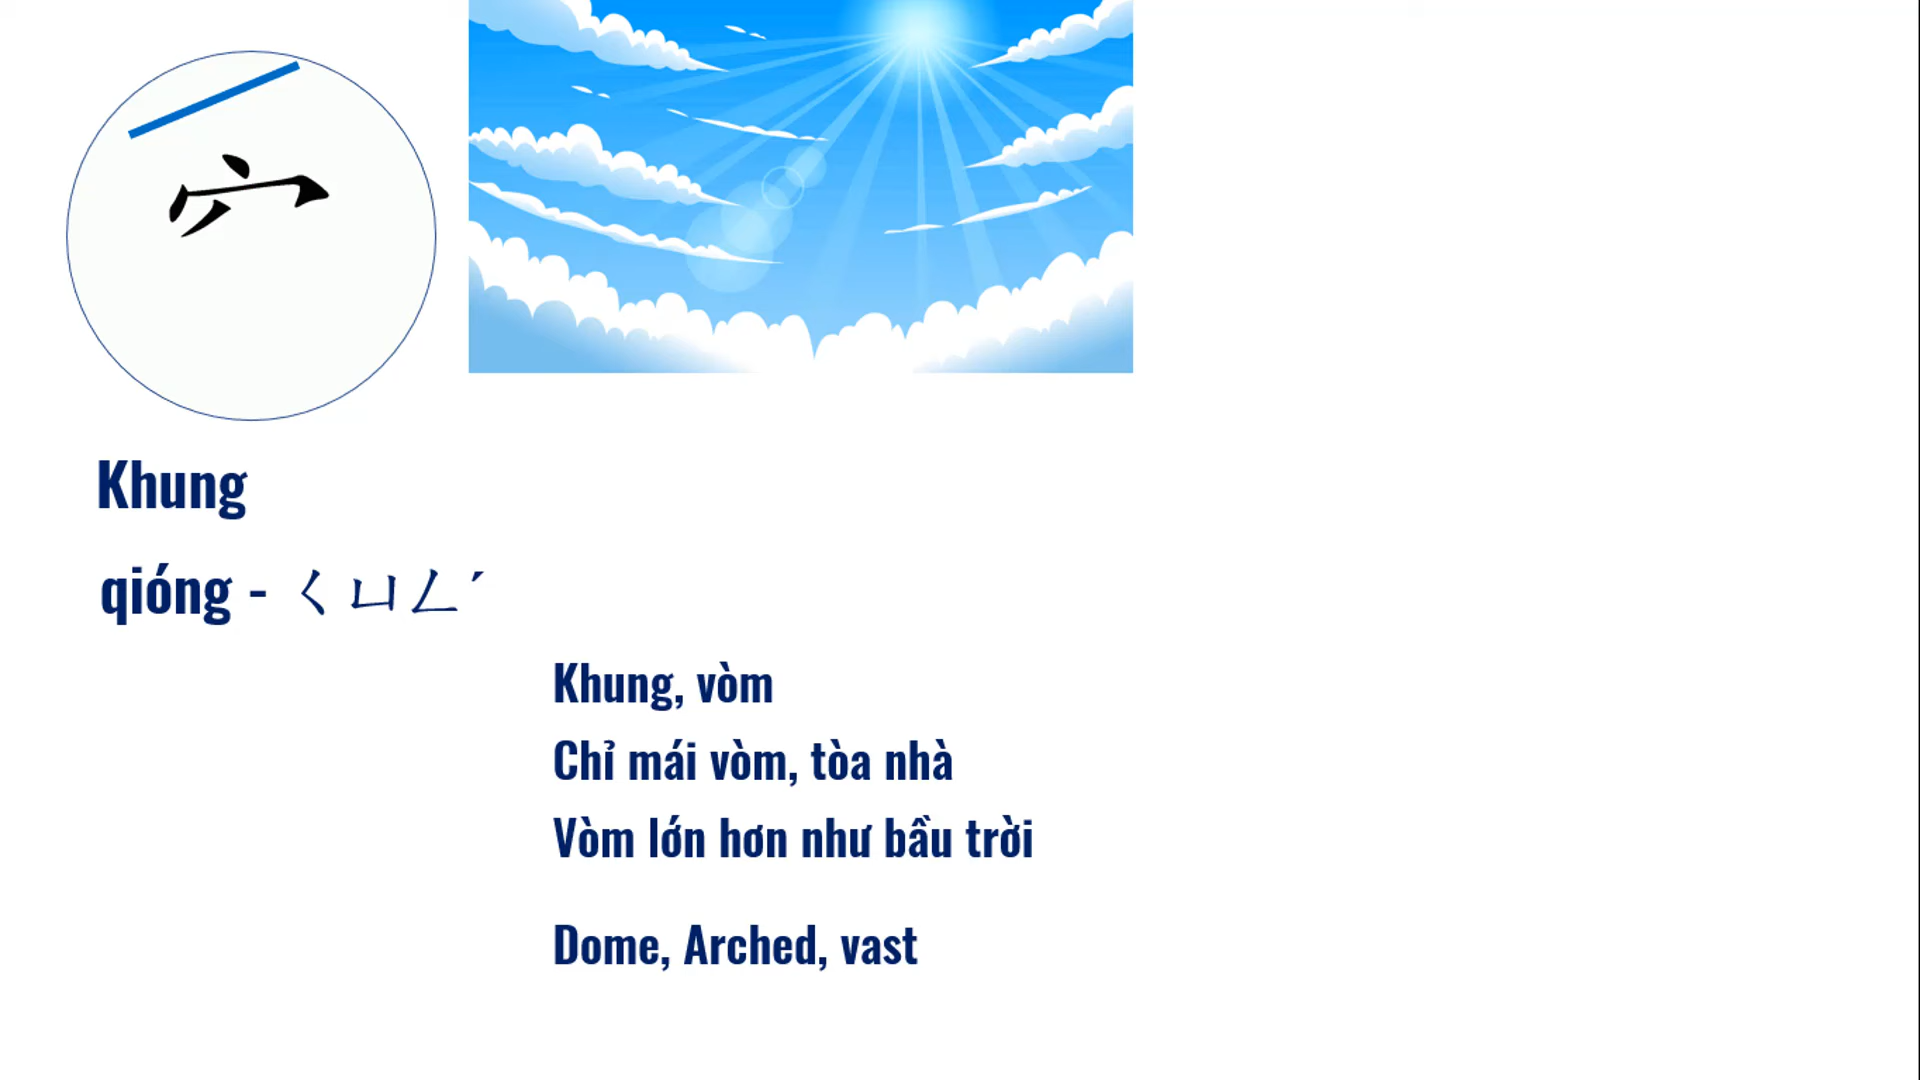 Khung
qióng - ㄑㄩㄥˊ
Khung, vòm
Chỉ mái vòm, tòa nhà
Vòm lớn hơn như bầu trời
Dome, Arched, vast